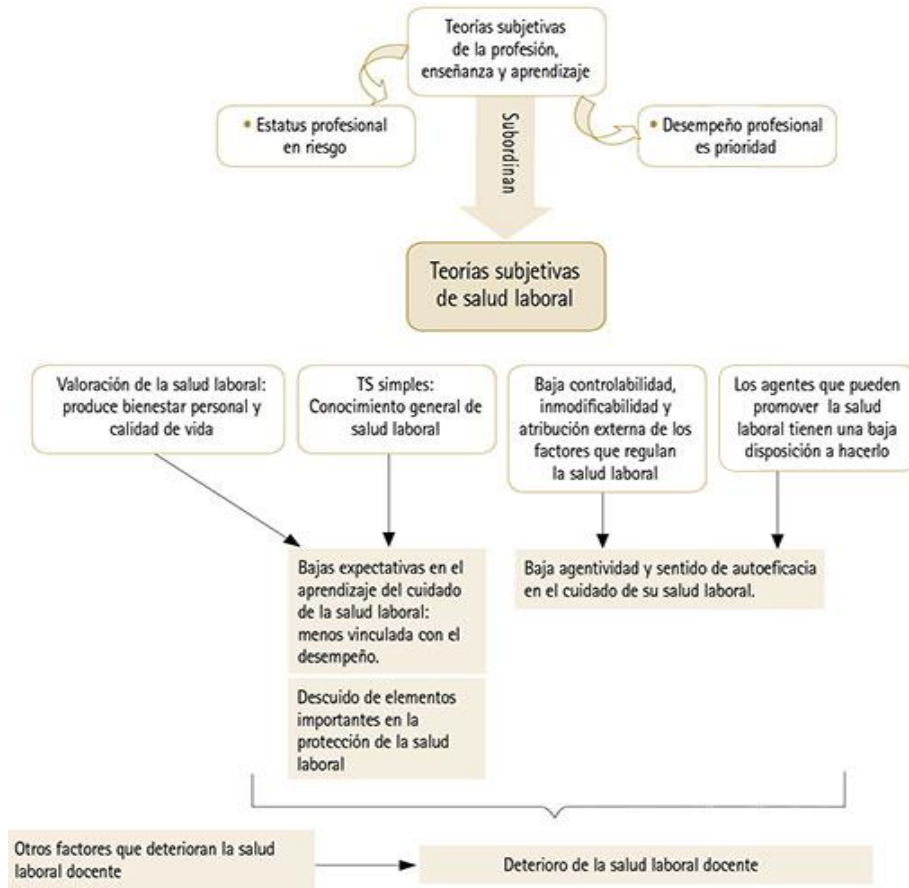 Teorías subjetivas
de la profesión,
enseñanza y aprendizaje
• Estatus profesional
en riesgo
Subordinan
• Desempeño profesional
es prioridad
Teorías subjetivas
de salud laboral
Valoración de la salud laboral:
produce bienestar personal y
calidad de vida
TS simples:
Conocimiento general de
salud laboral
Baja controlabilidad,
inmodificabilidad y
atribución externa de los
factores que regulan
la salud laboral
Los agentes que pueden
promover la salud
laboral tienen una baja
disposición a hacerlo
Bajas expectativas en el
aprendizaje del cuidado
de la salud laboral:
menos vinculada con el
desempeño.
Baja agentividad y sentido de autoeficacia
en el cuidado de su salud laboral.
Descuido de elementos
importantes en la
protección de la salud
laboral
Otros factores que deterioran la salud
laboral docente
Deterioro de la salud laboral docente